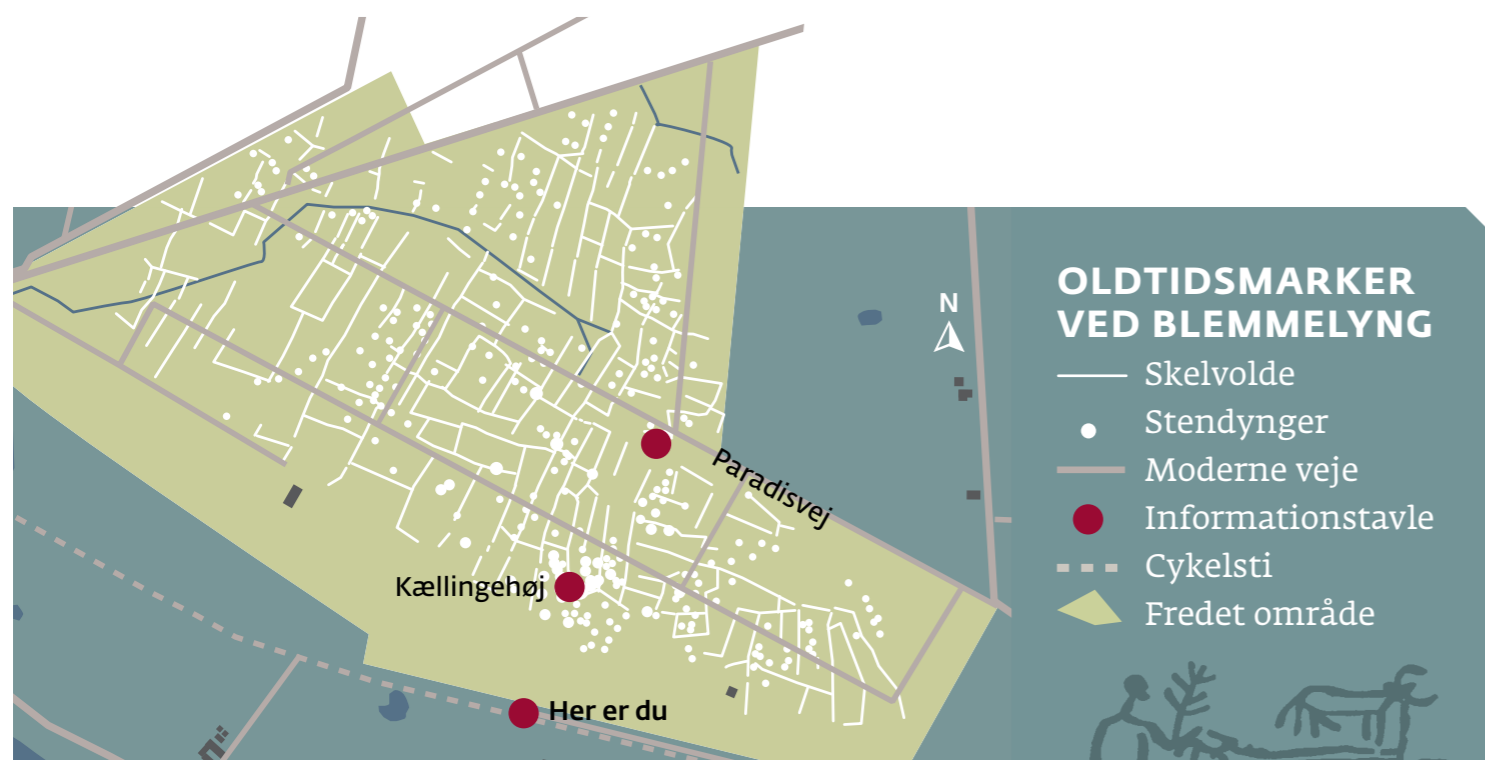 N
OLDTIDSMARKER
VED BLEMMELYNG
Skelvolde
Stendynger
Moderne veje
Informationstavle
Cykelsti
Fredet område
Paradisvej
Kællingehøj
Her er du